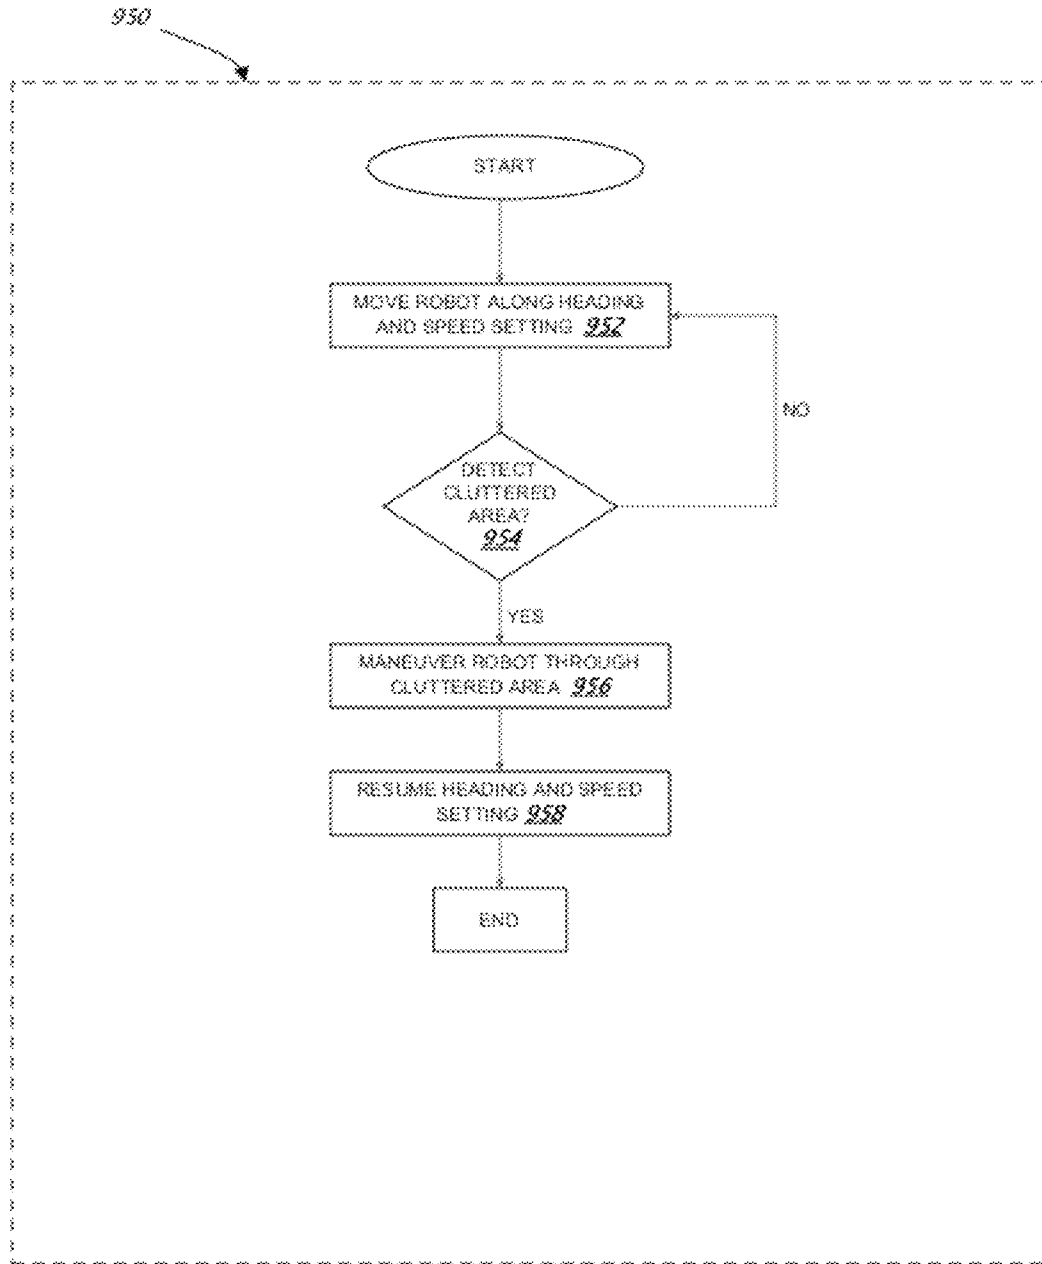 950
START
MOVE ROBOT ALONG HEADING
AND SPEED SETTING 952
NO
DETECT
CLUTTERED
AREA?
954
YES
MANEUVER ROBOT THROUGH
CLUTTERED AREA 956
RESUME HEADING AND SPEED
SETTING 958
END